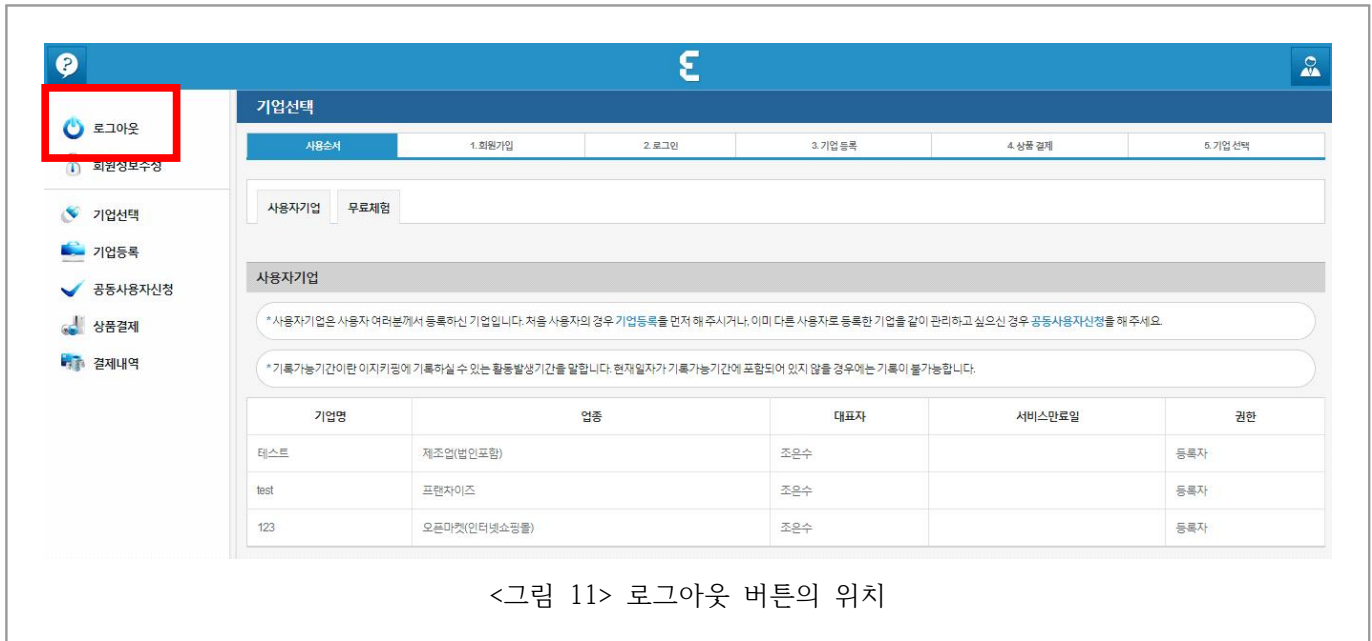 로그아웃
회원정보수정
기업선택
기업등록
공동사용자신청
상품결제
결제내역
기업선택
사용순서 1.회원가입 2.로그인 3.기업 등록 4.상품 결제 5.기업 선택
사용자기업 무료체험
사용자기업
* 사용자기업은 사용자 여러분께서 등록하신 기업입니다. 처음 사용자의 경우 기업등록을 먼저 해 주시거나, 이미 다른 사용자로 등록한 기업을 같이 관리하고 싶으신 경우 공동사용자신청을 해 주세요.
* 기록가능기간이란 이지키핑에 기록하실 수 있는 활동발생기간을 말합니다. 현재일자가 기록가능기간에 포함되어 있지 않을 경우에는 기록이 불가능합니다.
기업명 업종 대표자 서비스만료일 권한
테스트 제조업(법인포함) 조은수 등록자
test 프랜차이즈 조은수 등록자
123 오픈마켓(인터넷쇼핑몰) 조은수 등록자
<그림 11> 로그아웃 버튼의 위치